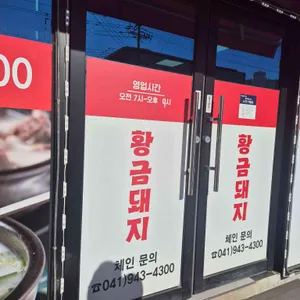 00
영업시간
오전 7시~오후 9시
황금돼지
체인 문의
☎041)943-4300
황금돼지
체인 문의
☎041)943-4300